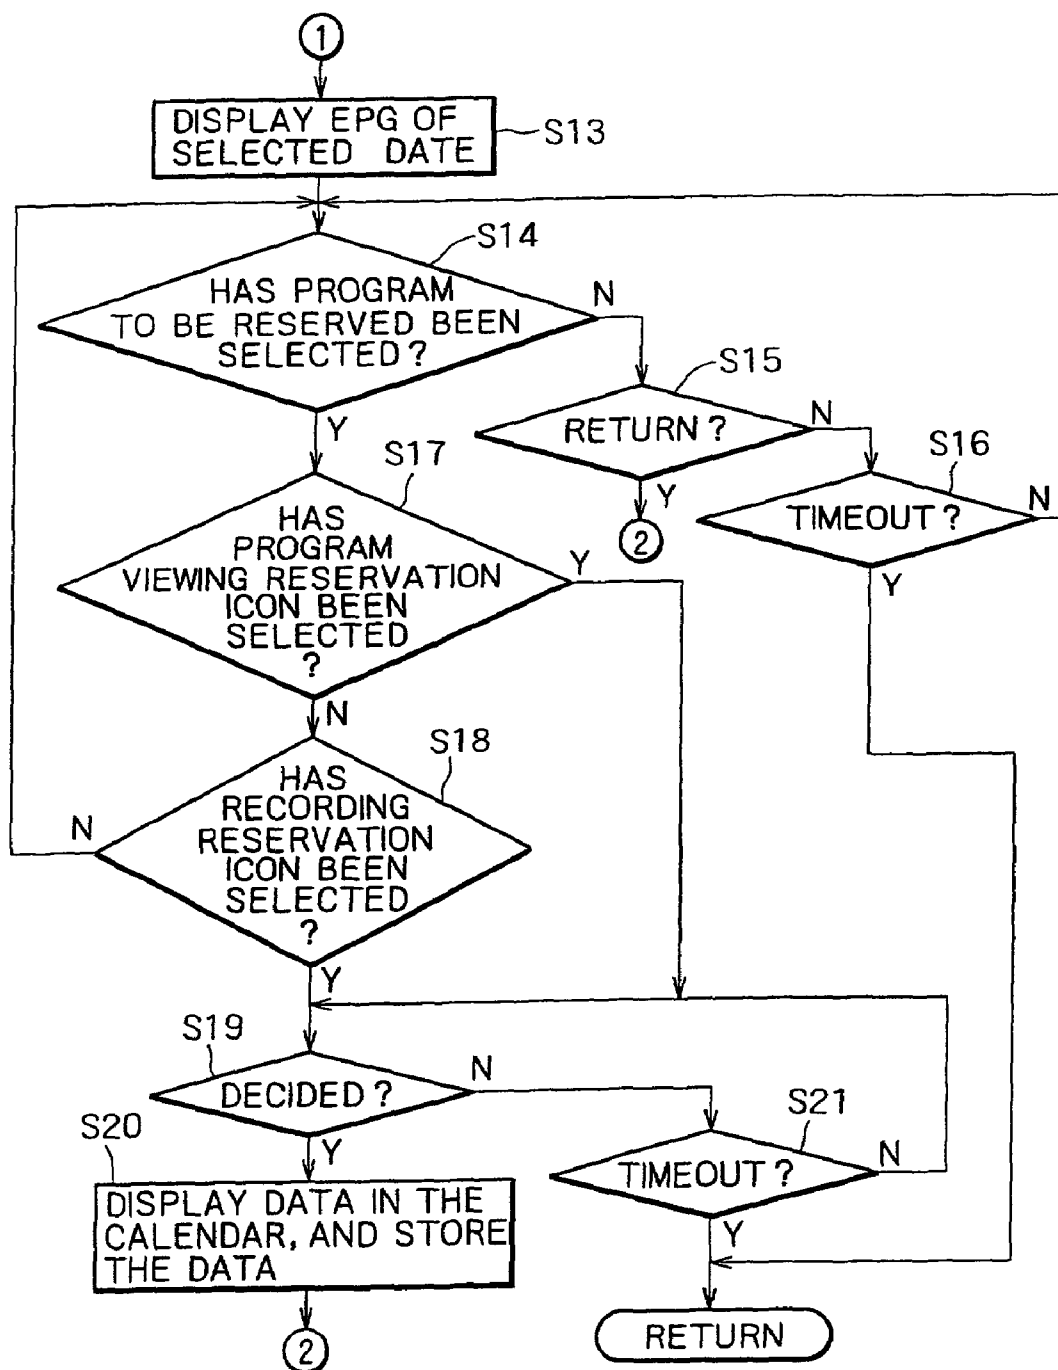 1
DISPLAY EPG OF
SELECTED DATE
S13
S14
HAS PROGRAM
TO BE RESERVED BEEN
SELECTED?
N
Y
S15
RETURN?
N
Y
2
S16
TIMEOUT?
N
Y
S17
HAS
PROGRAM
VIEWING RESERVATION
ICON BEEN
SELECTED
?
Y
N
S18
HAS
RECORDING
RESERVATION
ICON BEEN
SELECTED
?
N
Y
S19
DECIDED?
N
Y
S20
DISPLAY DATA IN THE
CALENDAR, AND STORE
THE DATA
2
S21
TIMEOUT?
N
Y
RETURN